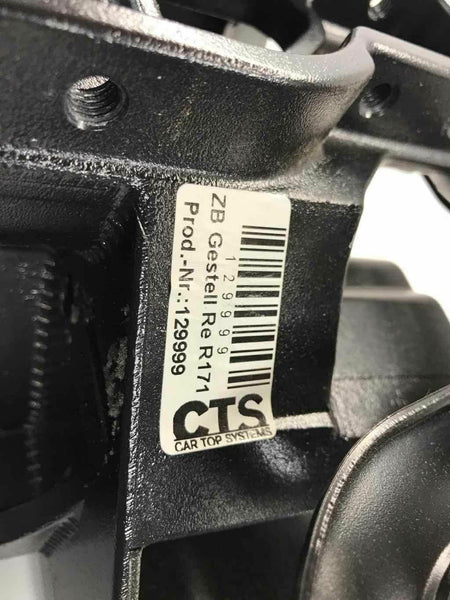 129999
ZB Gestell Re R171
Prod.-Nr.:129999
CTS
CAR TOP SYSTEMS